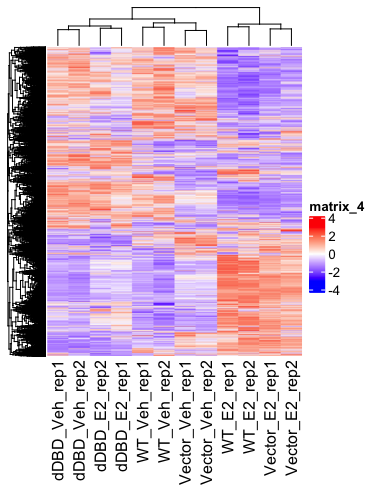 matrix_4
4
2
0
-2
-4
dDBD_Veh_rep1
dDBD_Veh_rep2
dDBD_E2_rep2
dDBD_E2_rep1
WT_Veh_rep1
WT_Veh_rep2
Vector_Veh_rep1
Vector_Veh_rep2
WT_E2_rep1
WT_E2_rep2
Vector_E2_rep1
Vector_E2_rep2